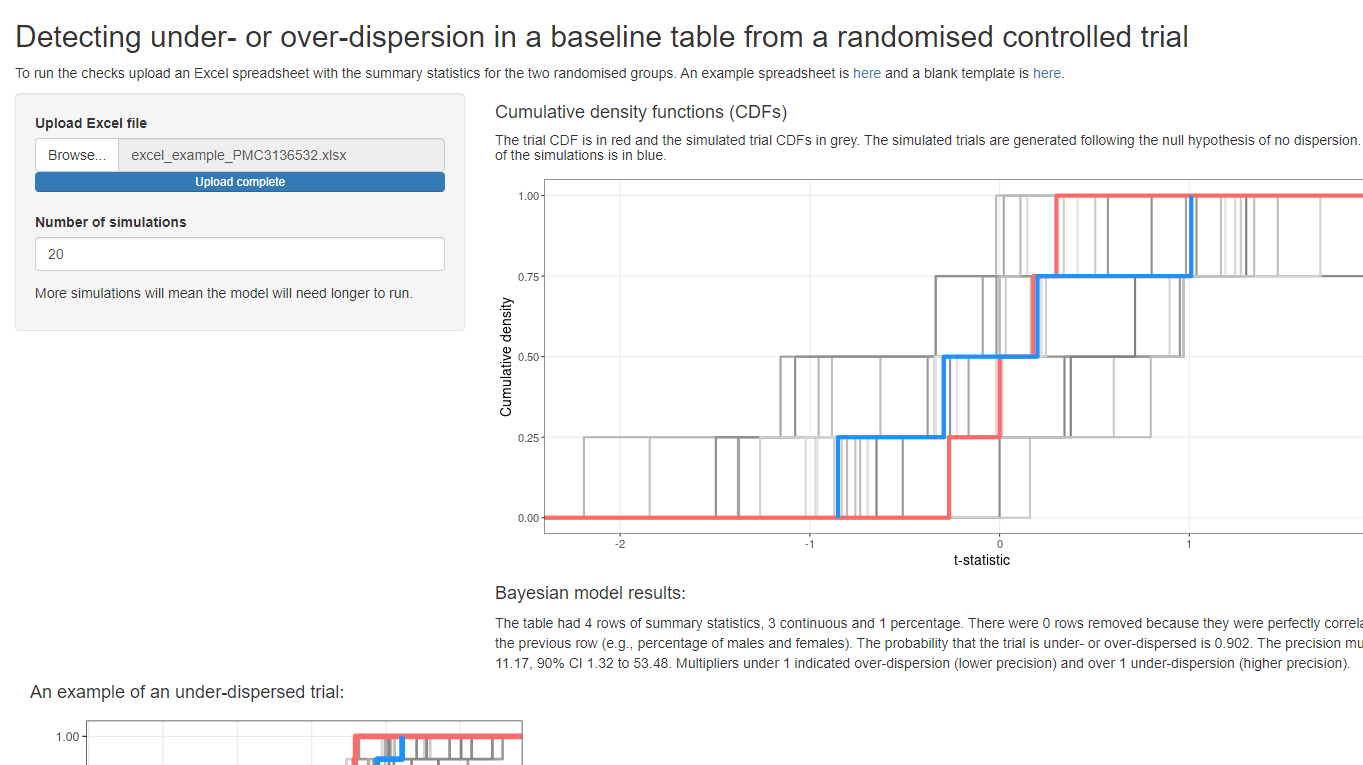 Detecting under- or over-dispersion in a baseline table from a randomised controlled trial
To run the checks upload an Excel spreadsheet with the summary statistics for the two randomised groups. An example spreadsheet is here and a blank template is here.
Upload Excel file
Browse...
excel_example_PMC3136532.xlsx
Upload complete
Number of simulations
20
More simulations will mean the model will need longer to run.
Cumulative density functions (CDFs)
The trial CDF is in red and the simulated trial CDFs in grey. The simulated trials are generated following the null hypothesis of no dispersion.
of the simulations is in blue.
1.00
0.75
0.50
0.25
0.00
Cumulative density
-2
-1
0
1
t-statistic
Bayesian model results:
The table had 4 rows of summary statistics, 3 continuous and 1 percentage. There were 0 rows removed because they were perfectly
the previous row (e.g., percentage of males and females). The probability that the trial is under- or over-dispersed is 0.902. The precision
11.17, 90% CI 1.32 to 53.48. Multipliers under 1 indicated over-dispersion (lower precision) and over 1 under-dispersion (higher precision).
An example of an under-dispersed trial:
1.00